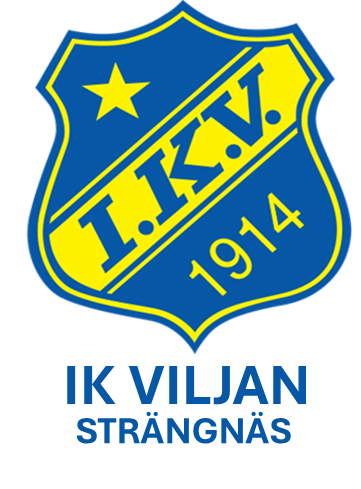 I.K.V.
1914
IK VILJAN
STRÄNGNÄS